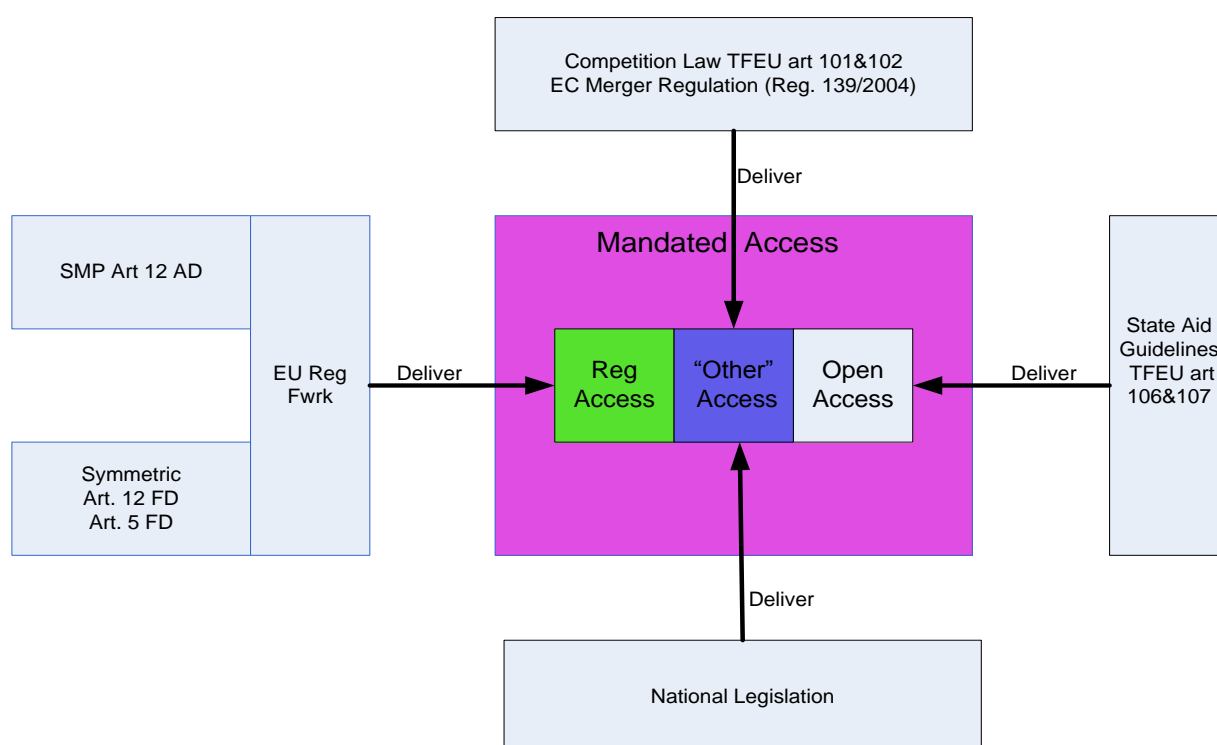 Competition Law TFEU art 101&102
EC Merger Regulation (Reg. 139/2004)
Deliver
Mandated Access
SMP Art 12 AD
EU Reg
Fwrk
Symmetric
Art. 12 FD
Art. 5 FD
Deliver
Reg
Access
“Other”
Access
Open
Access
Deliver
State Aid
Guidelines
TFEU art
106&107
Deliver
National Legislation